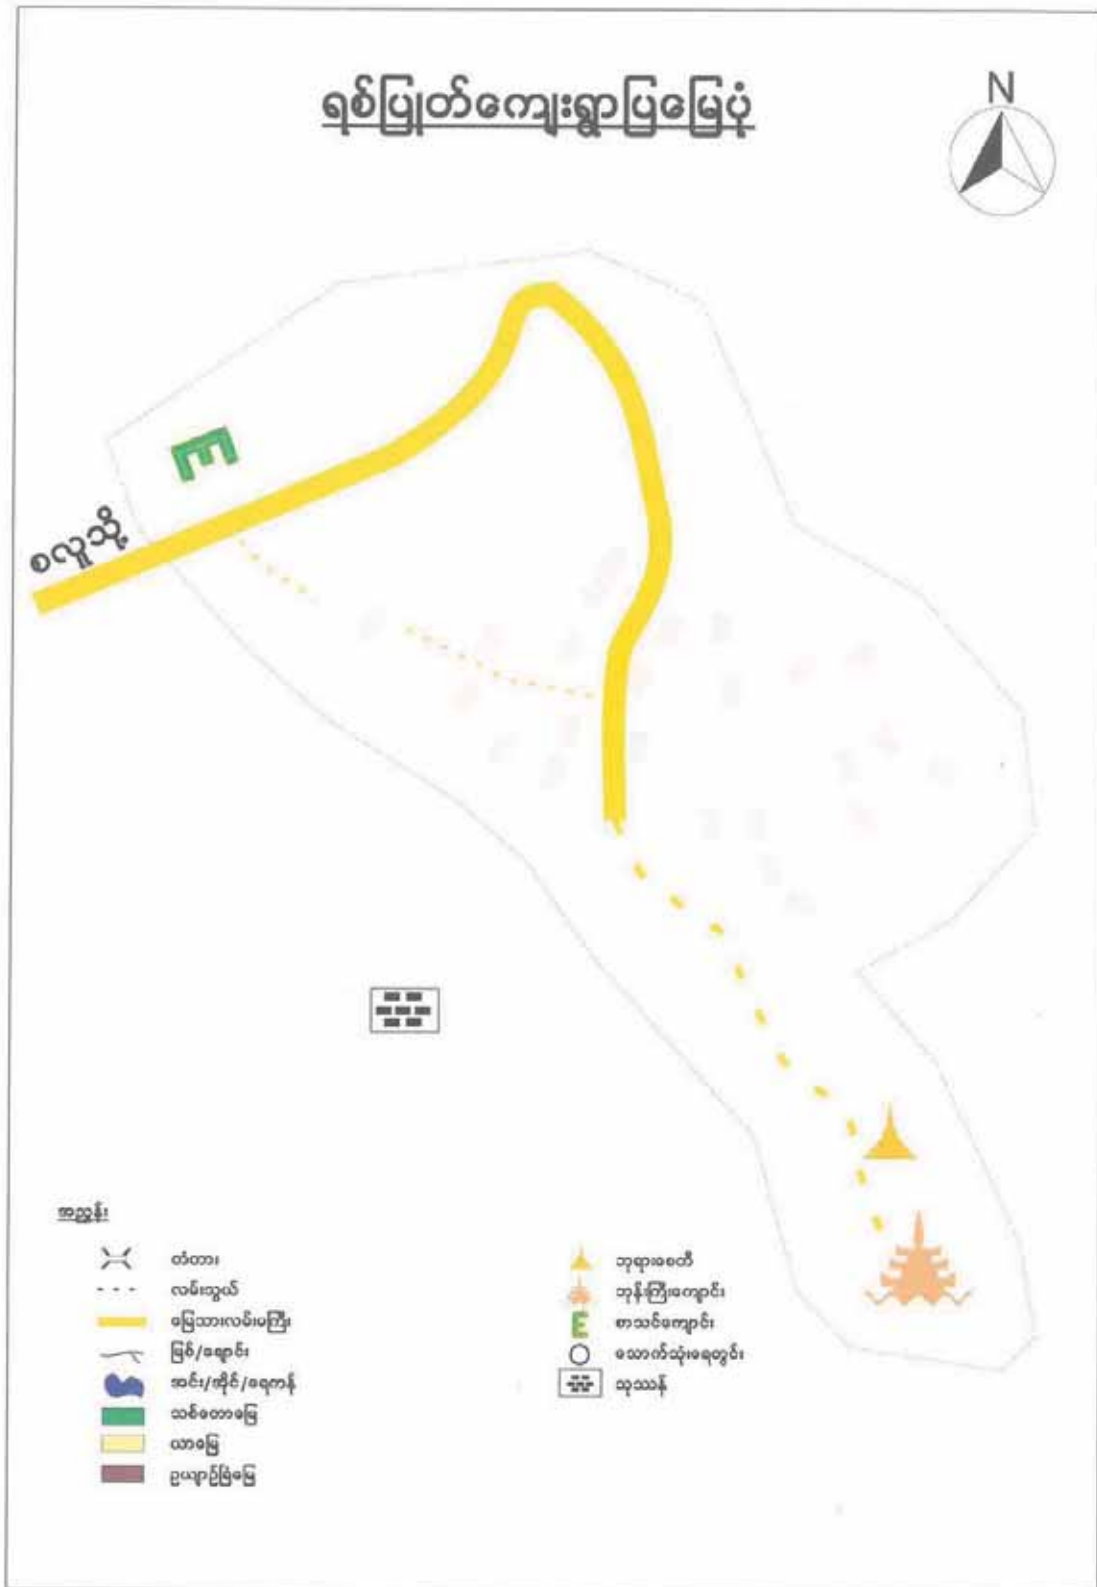 ရစ်ပြုတ်ကျေးရွာပြမြေပုံ
N
E
စလူသို့
အညွှန်း
တံတား
လမ်းသွယ်
မြေသားလမ်းမကြီး
မြစ်/ချောင်း
အင်း/အိုင်/ရေကန်
သစ်တောမြေ
ယာမြေ
ဥယျာဉ်ခြံမြေ
ဘုရားစေတီ
ဘုန်းကြီးကျောင်း
E စာသင်ကျောင်း
သောက်သုံးရေတွင်း
သုဿန်